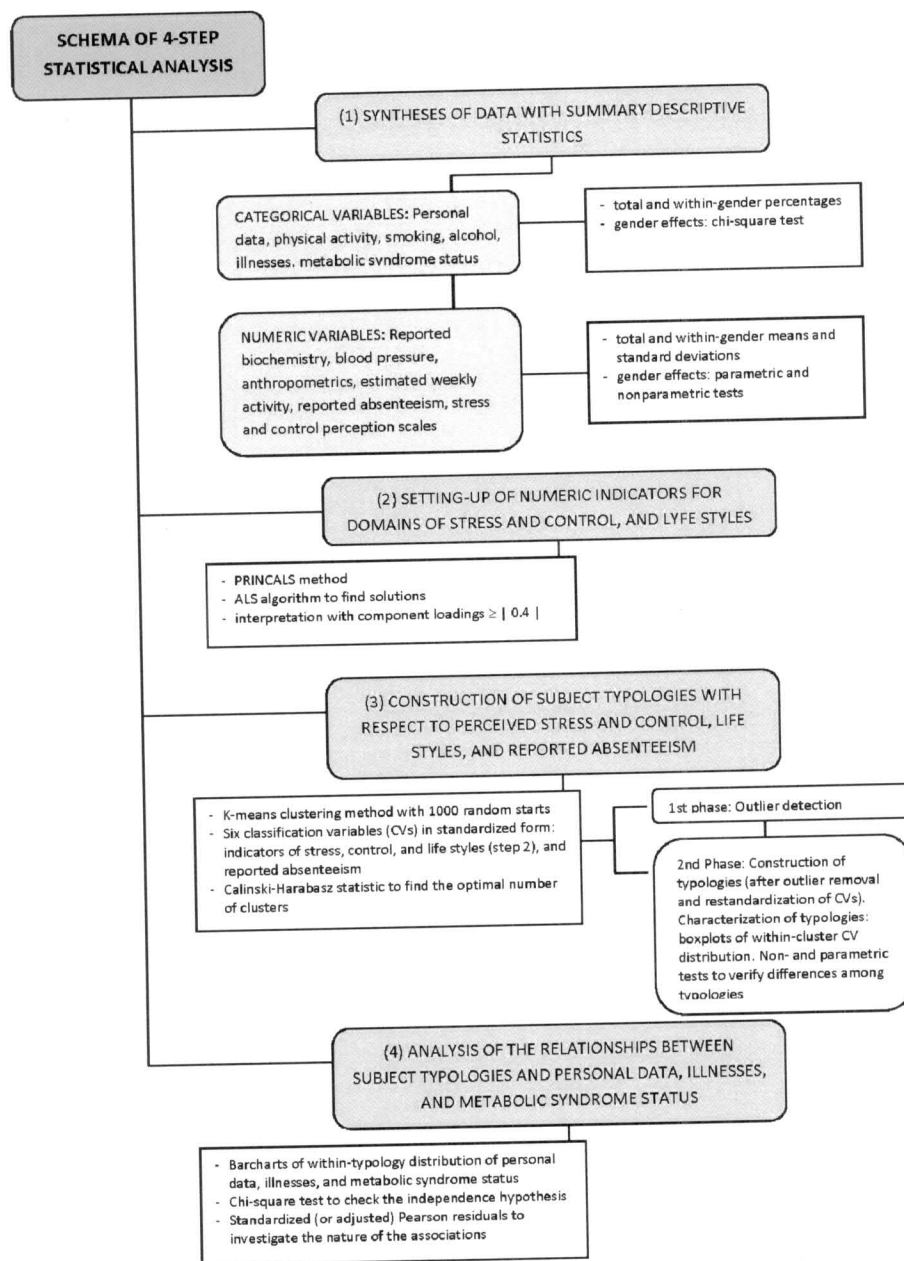 SCHEMA OF 4-STEP
STATISTICAL ANALYSIS
(1) SYNTHESES OF DATA WITH SUMMARY DESCRIPTIVE
STATISTICS
CATEGORICAL VARIABLES: Personal
data, physical activity, smoking, alcohol,
illnesses. metabolic syndrome status
- total and within-gender percentages
- gender effects: chi-square test
NUMERIC VARIABLES: Reported
biochemistry, blood pressure,
anthropometrics, estimated weekly
activity, reported absenteeism, stress
and control perception scales
- total and within-gender means and
standard deviations
- gender effects: parametric and
nonparametric tests
(2) SETTING-UP OF NUMERIC INDICATORS FOR
DOMAINS OF STRESS AND CONTROL, AND LYFE STYLES
- PRINCALS method
- ALS algorithm to find solutions
- interpretation with component loadings ≥ | 0.4 |
(3) CONSTRUCTION OF SUBJECT TYPOLOGIES WITH
RESPECT TO PERCEIVED STRESS AND CONTROL, LIFE
STYLES, AND REPORTED ABSENTEEISM
- K-means clustering method with 1000 random starts
- Six classification variables (CVs) in standardized form:
indicators of stress, control, and life styles (step 2), and
reported absenteeism
- Calinski-Harabasz statistic to find the optimal number
of clusters
1st phase: Outlier detection
2nd Phase: Construction of
typologies (after outlier removal
and restandardization of CVs).
Characterization of typologies:
boxplots of within-cluster CV
distribution. Non- and parametric
tests to verify differences among
typologies
(4) ANALYSIS OF THE RELATIONSHIPS BETWEEN
SUBJECT TYPOLOGIES AND PERSONAL DATA, ILLNESSES,
AND METABOLIC SYNDROME STATUS
- Barcharts of within-typology distribution of personal
data, illnesses, and metabolic syndrome status
- Chi-square test to check the independence hypothesis
- Standardized (or adjusted) Pearson residuals to
investigate the nature of the associations